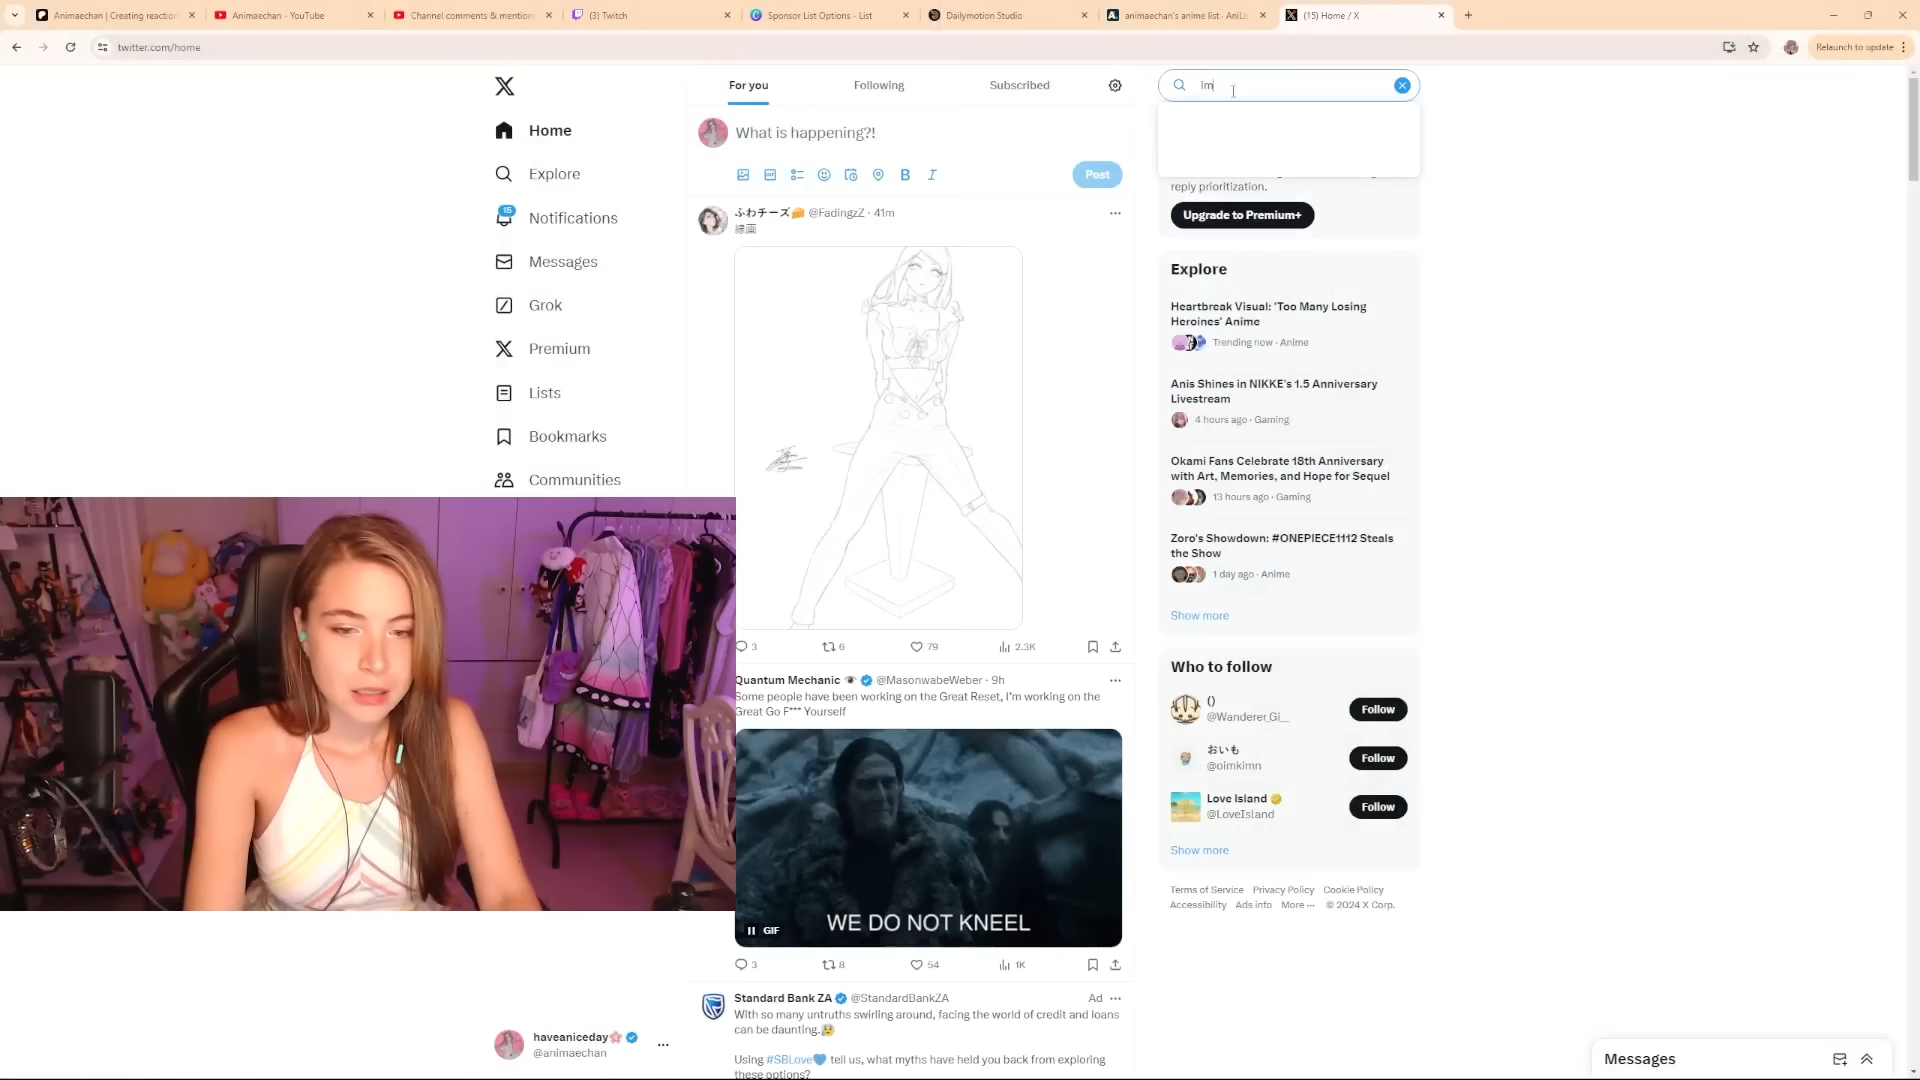 Animaechan | Creating reaction
Animaechan - YouTube
Channel comments & mention
(3) Twitch
Sponsor List Options - List
Dailymotion Studio
animaechan's anime list · AniLis
(15) Home / X
twitter.com/home
Relaunch to update
For you
Following
Subscribed
im
Home
Explore
15
Notifications
Messages
Grok
Premium
Lists
Bookmarks
Communities
haveaniceday🌸
@animaechan
What is happening?!
GIF
B
I
Post
ふわチーズ🧀 @FadingzZ · 41m
線画
3
6
79
2.3K
Quantum Mechanic 👁 @MasonwabeWeber · 9h
Some people have been working on the Great Reset, I'm working on the
Great Go F*** Yourself
WE DO NOT KNEEL
GIF
3
8
54
1K
Standard Bank ZA @StandardBankZA
Ad
With so many untruths swirling around, facing the world of credit and loans
can be daunting.😰
Using #SBLove💙 tell us, what myths have held you back from exploring
these options?
reply prioritization.
Upgrade to Premium+
Explore
Heartbreak Visual: 'Too Many Losing
Heroines' Anime
Trending now · Anime
Anis Shines in NIKKE's 1.5 Anniversary
Livestream
4 hours ago · Gaming
Okami Fans Celebrate 18th Anniversary
with Art, Memories, and Hope for Sequel
13 hours ago · Gaming
Zoro's Showdown: #ONEPIECE1112 Steals
the Show
1 day ago · Anime
Show more
Who to follow
()
@Wanderer_Gi__
Follow
おいも
@oimkimn
Follow
Love Island
@LoveIsland
Follow
Show more
Terms of Service Privacy Policy Cookie Policy
Accessibility Ads info More ··· © 2024 X Corp.
Messages